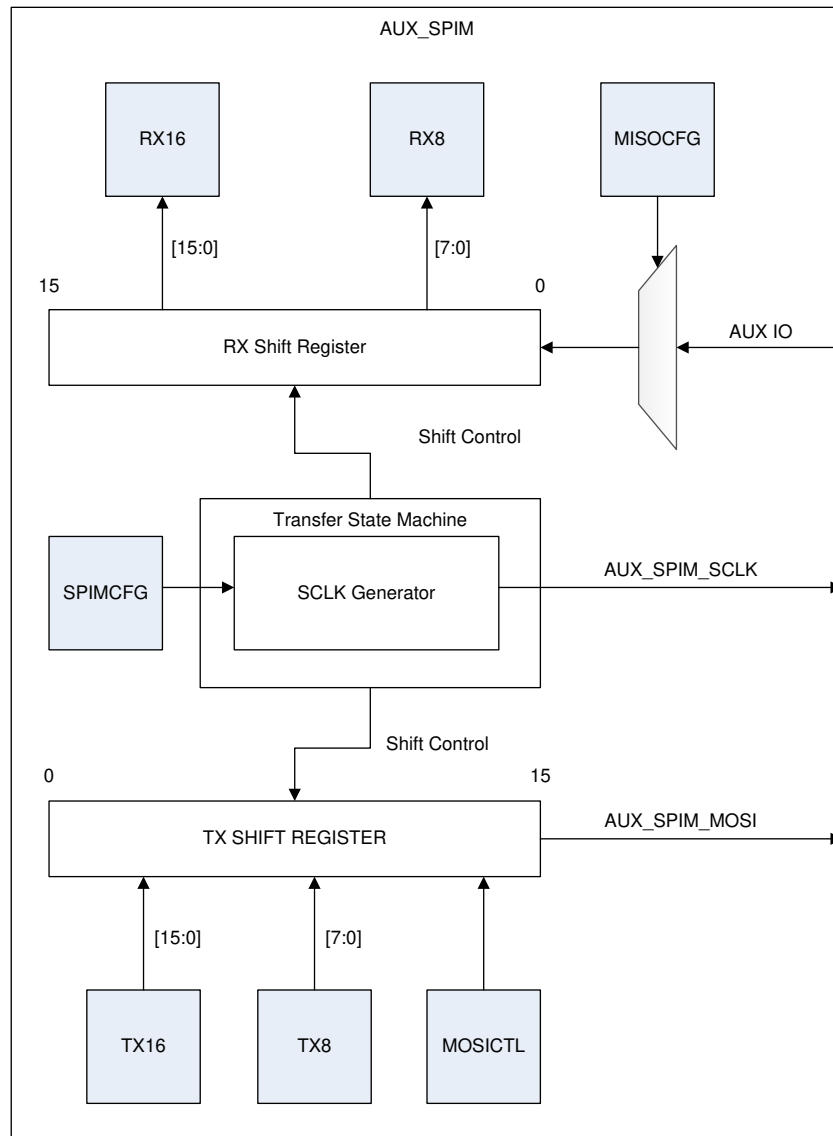 AUX_SPIM
RX16
RX8
MISOCFG
[15:0]
[7:0]
15
0
RX Shift Register
AUX IO
Shift Control
Transfer State Machine
SPIMCFG
SCLK Generator
AUX_SPIM_SCLK
Shift Control
0
15
TX SHIFT REGISTER
AUX_SPIM_MOSI
[15:0]
[7:0]
TX16
TX8
MOSICTL